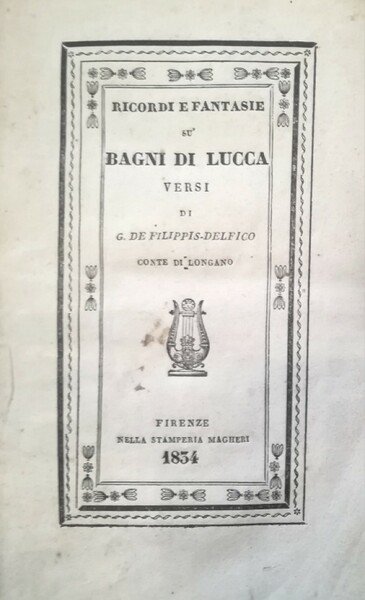 RICORDI E FANTASIE
SU'
BAGNI DI LUCCA
VERSI
DI
G. DE FILIPPIS-DELFICO
CONTE DI LONGANO
FIRENZE
NELLA STAMPERIA MAGHERI
1834